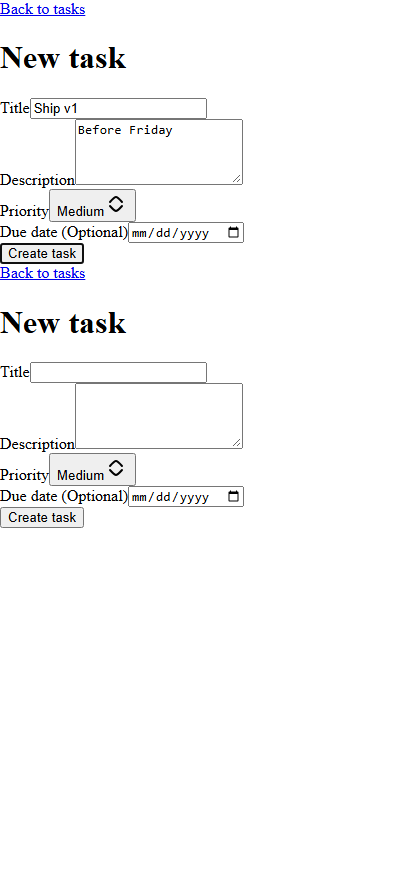 Back to tasks
New task
Title Ship v1
Description Before Friday
Priority Medium
Due date (Optional) mm/dd/yyyy
Create task
Back to tasks
New task
Title
Description
Priority Medium
Due date (Optional) mm/dd/yyyy
Create task